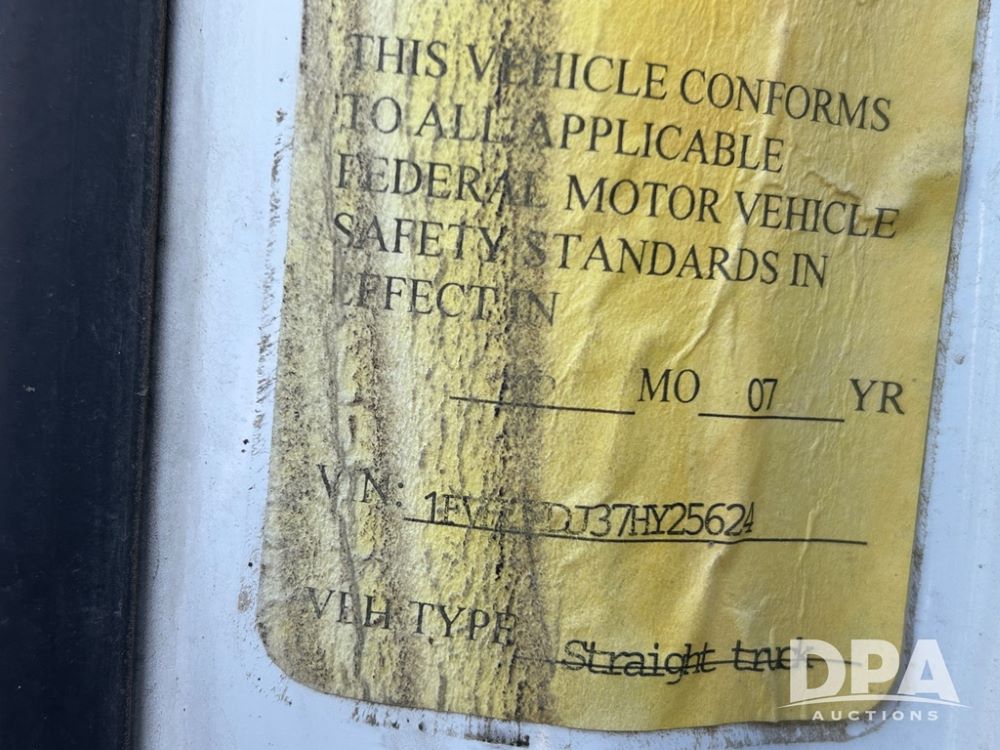 THIS VEHICLE CONFORMS
TO ALL APPLICABLE
FEDERAL MOTOR VEHICLE
SAFETY STANDARDS IN
EFFECT IN
MO 07 YR
VIN:
VEH TYPE Straight truck
DPA
AUCTIONS